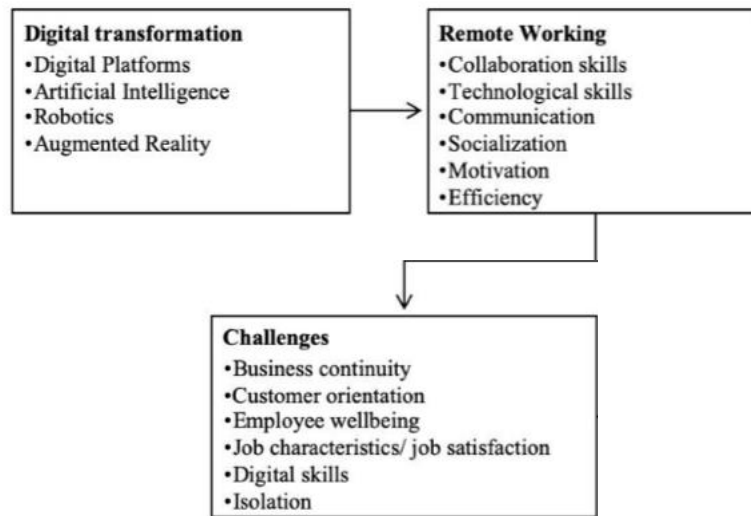 Digital transformation
•Digital Platforms
•Artificial Intelligence
•Robotics
•Augmented Reality
Remote Working
•Collaboration skills
•Technological skills
•Communication
•Socialization
•Motivation
•Efficiency
Challenges
•Business continuity
•Customer orientation
•Employee wellbeing
•Job characteristics/ job satisfaction
•Digital skills
•Isolation